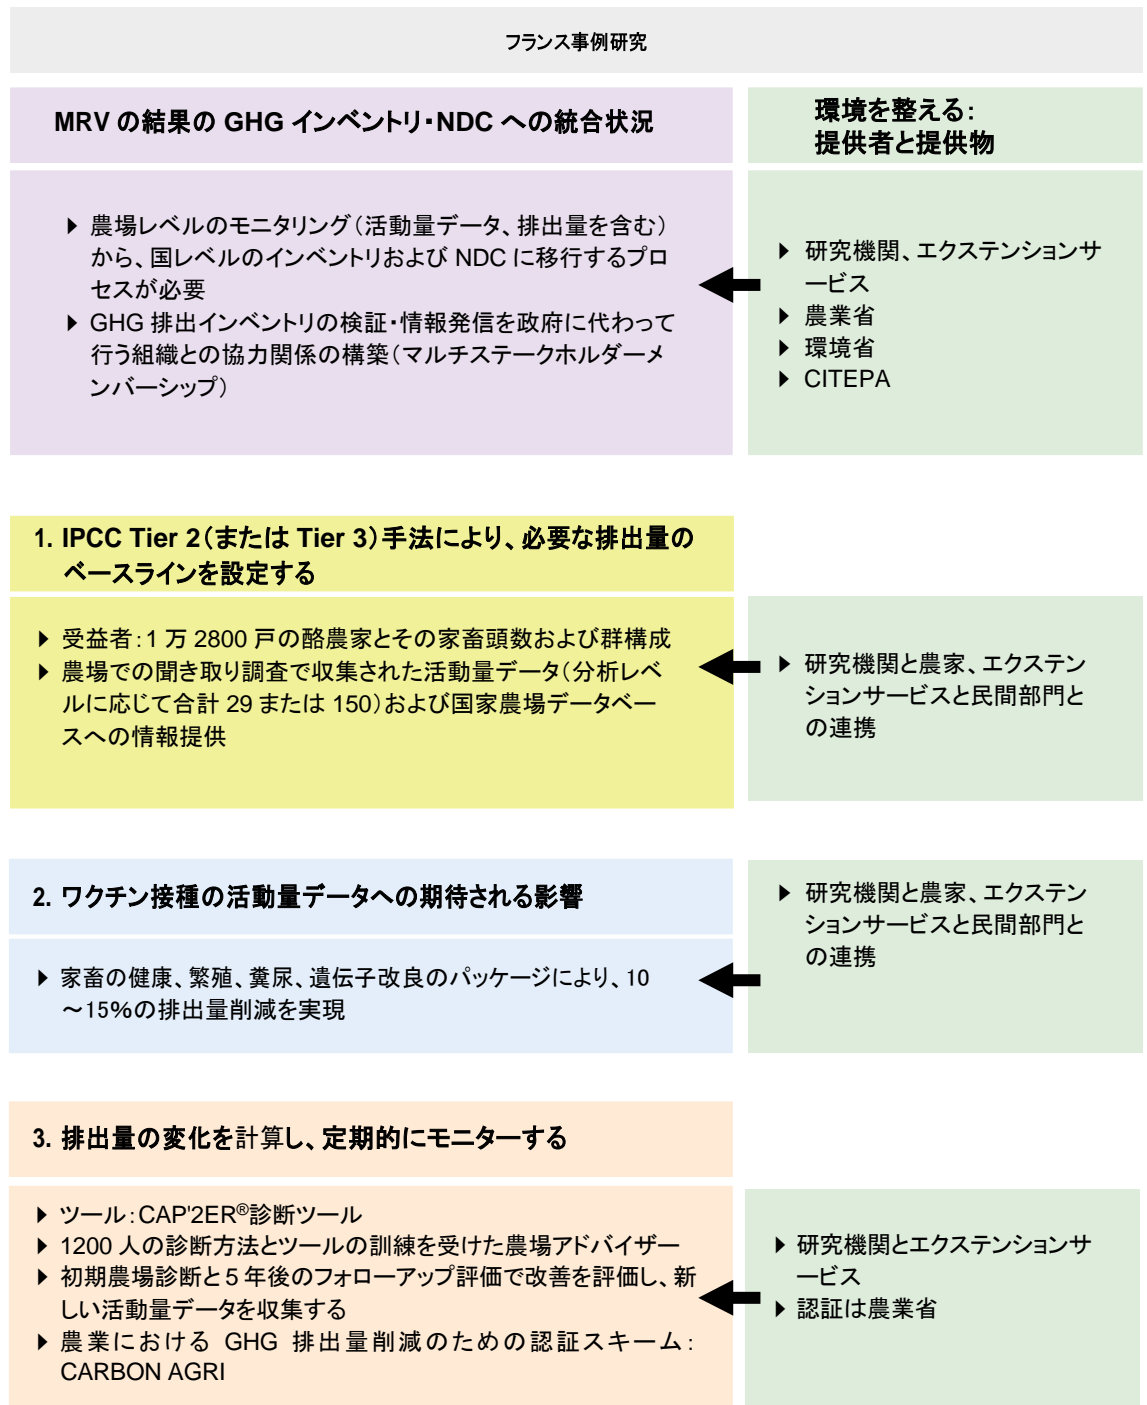 フランス事例研究
MRV の結果の GHG インベントリ・NDC への統合状況
環境を整える：
提供者と提供物
▶ 農場レベルのモニタリング（活動量データ、排出量を含む）
から、国レベルのインベントリおよび NDC に移行するプロ
セスが必要
▶ GHG 排出インベントリの検証・情報発信を政府に代わって
行う組織との協力関係の構築（マルチステークホルダーメ
ンバーシップ）
▶ 研究機関、エクステンションサ
ービス
▶ 農業省
▶ 環境省
▶ CITEPA
1. IPCC Tier 2（または Tier 3）手法により、必要な排出量の
ベースラインを設定する
▶ 受益者：1 万 2800 戸の酪農家とその家畜頭数および群構成
▶ 農場での聞き取り調査で収集された活動量データ（分析レベ
ルに応じて合計 29 または 150）および国家農場データベー
スへの情報提供
▶ 研究機関と農家、エクステン
ションサービスと民間部門と
の連携
2. ワクチン接種の活動量データへの期待される影響
▶ 家畜の健康、繁殖、糞尿、遺伝子改良のパッケージにより、10
～15％の排出量削減を実現
▶ 研究機関と農家、エクステン
ションサービスと民間部門と
の連携
3. 排出量の変化を計算し、定期的にモニターする
▶ ツール：CAP'2ER®診断ツール
▶ 1200 人の診断方法とツールの訓練を受けた農場アドバイザー
▶ 初期農場診断と 5 年後のフォローアップ評価で改善を評価し、新
しい活動量データを収集する
▶ 農業における GHG 排出量削減のための認証スキーム：
CARBON AGRI
▶ 研究機関とエクステンションサ
ービス
▶ 認証は農業省